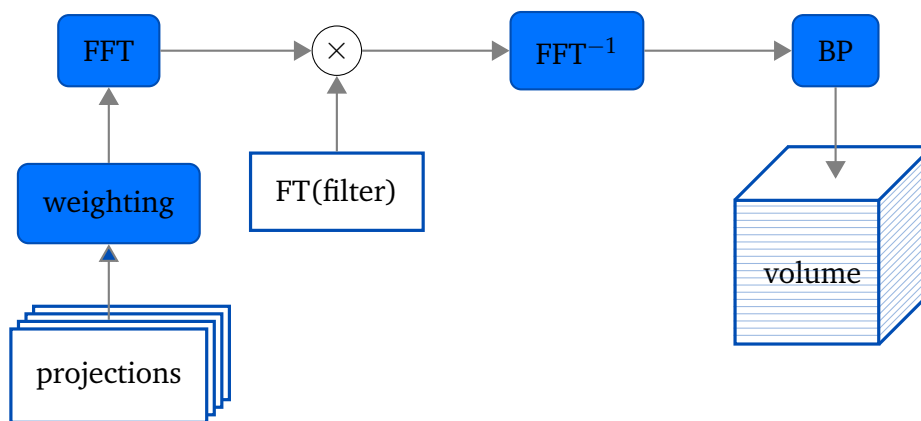 FFT
×
FFT⁻¹
BP
weighting
FT(filter)
volume
projections